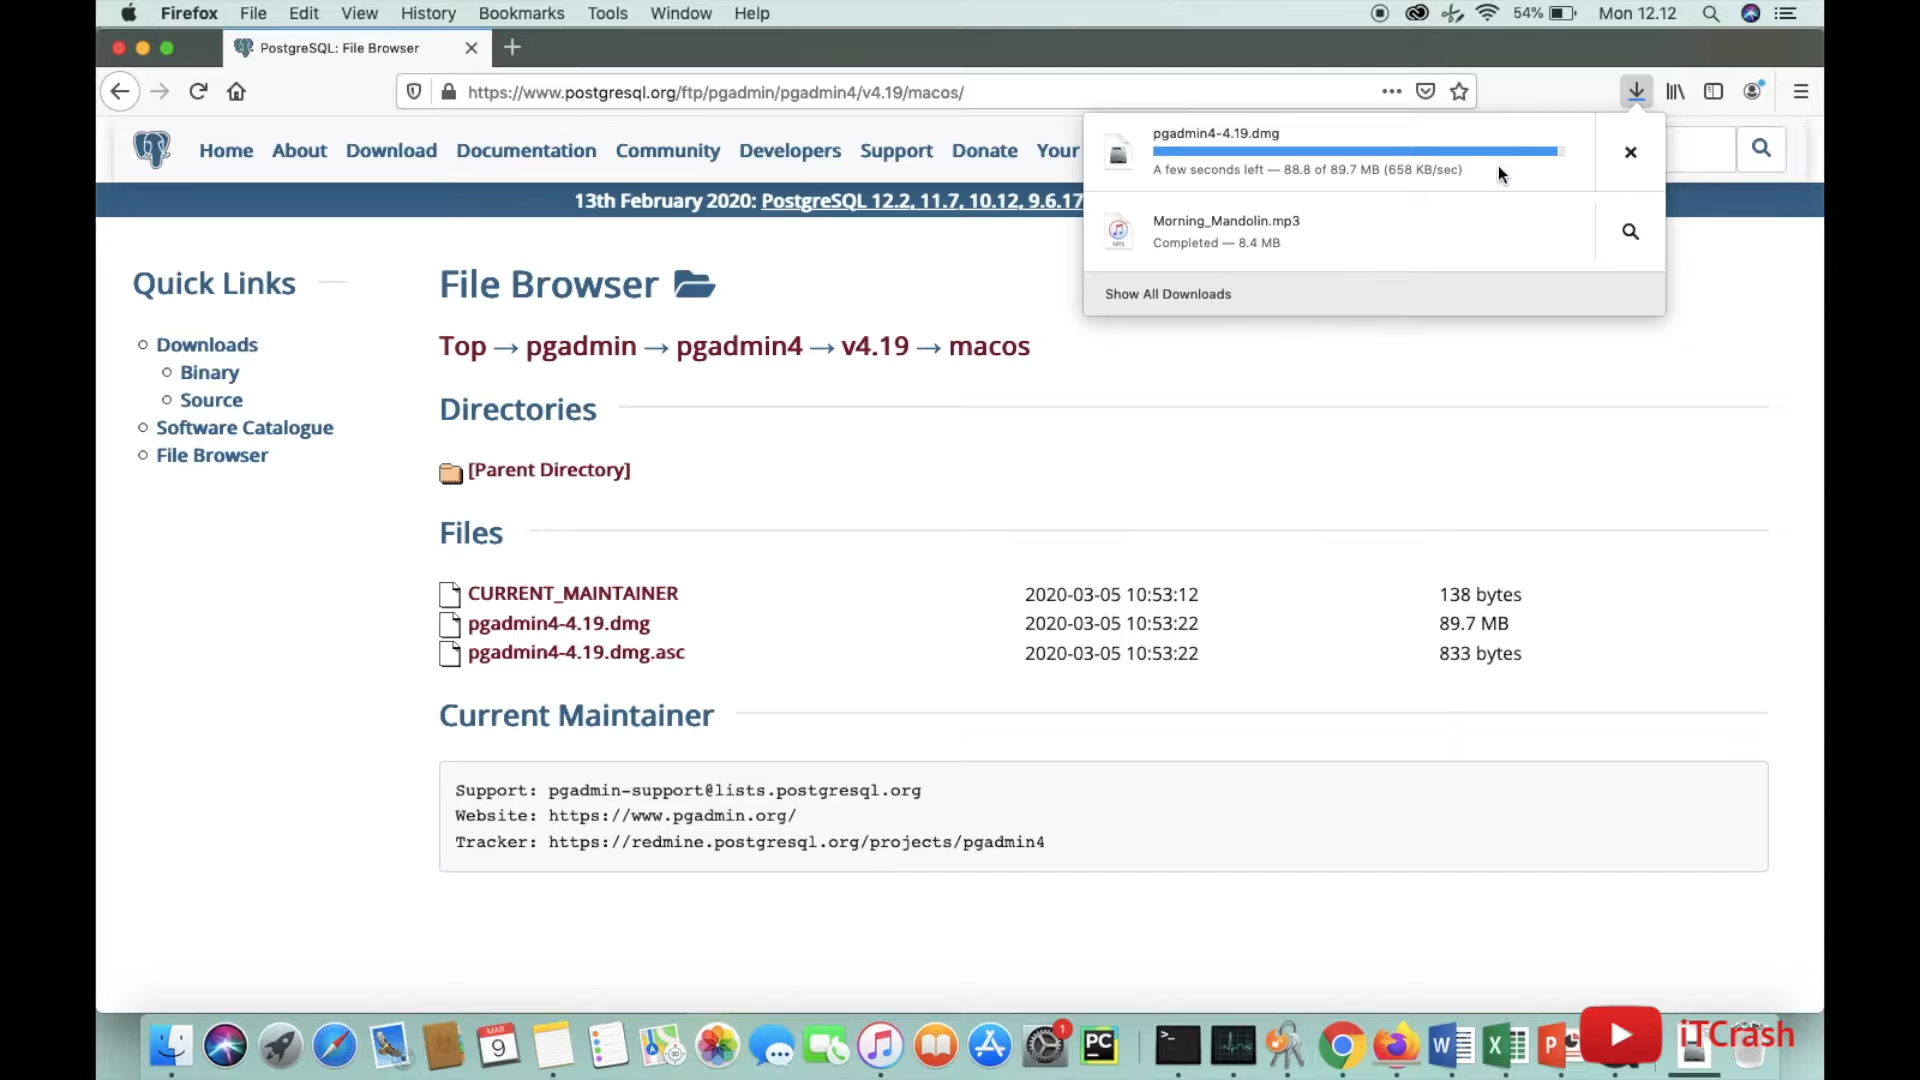 Firefox File Edit View History Bookmarks Tools Window Help 54% Mon 12.12
PostgreSQL: File Browser
https://www.postgresql.org/ftp/pgadmin/pgadmin4/v4.19/macos/
Home About Download Documentation Community Developers Support Donate Your
13th February 2020: PostgreSQL 12.2, 11.7, 10.12, 9.6.17
pgadmin4-4.19.dmg
A few seconds left — 88.8 of 89.7 MB (658 KB/sec)
Morning_Mandolin.mp3
Completed — 8.4 MB
Show All Downloads
Quick Links
Downloads
Binary
Source
Software Catalogue
File Browser
File Browser
Top → pgadmin → pgadmin4 → v4.19 → macos
Directories
[Parent Directory]
Files
CURRENT_MAINTAINER 2020-03-05 10:53:12 138 bytes
pgadmin4-4.19.dmg 2020-03-05 10:53:22 89.7 MB
pgadmin4-4.19.dmg.asc 2020-03-05 10:53:22 833 bytes
Current Maintainer
Support: pgadmin-support@lists.postgresql.org
Website: https://www.pgadmin.org/
Tracker: https://redmine.postgresql.org/projects/pgadmin4
MAR
9
1
PC
W X P
iTCrash